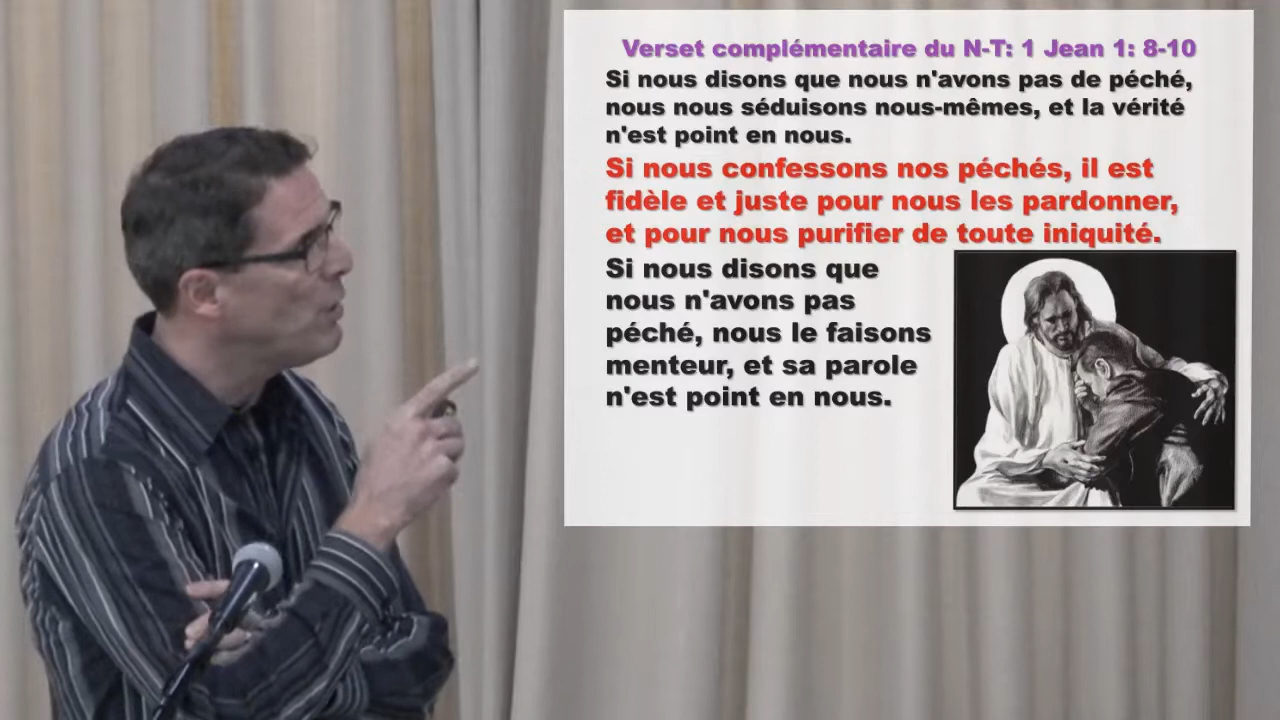 Verset complémentaire du N-T: 1 Jean 1: 8-10
Si nous disons que nous n'avons pas de péché,
nous nous séduisons nous-mêmes, et la vérité
n'est point en nous.
Si nous confessons nos péchés, il est
fidèle et juste pour nous les pardonner,
et pour nous purifier de toute iniquité.
Si nous disons que
nous n'avons pas
péché, nous le faisons
menteur, et sa parole
n'est point en nous.